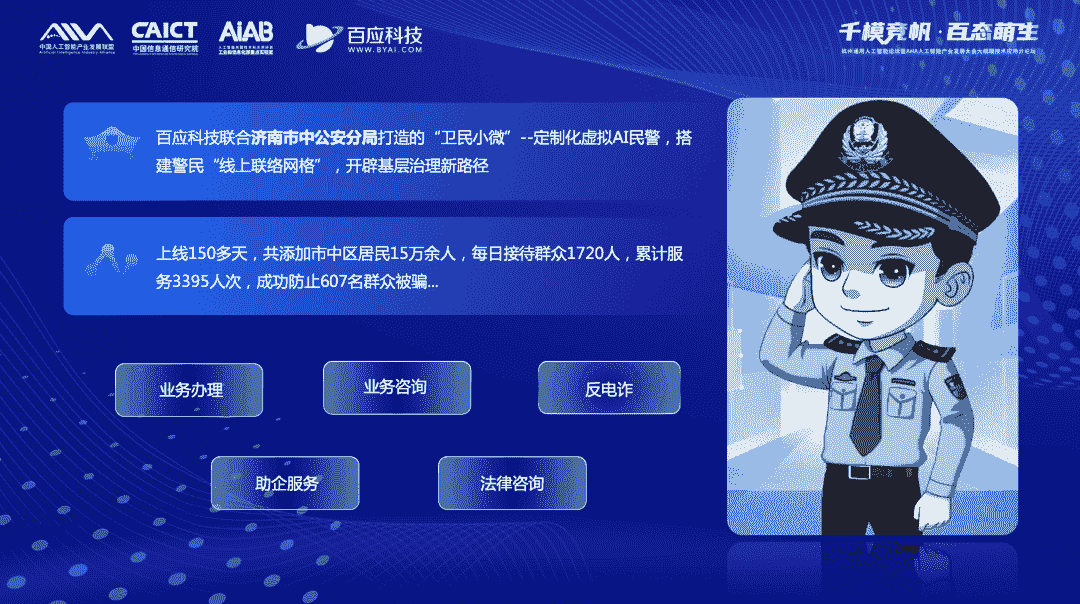 中国人工智能产业发展联盟
Artificial Intelligence Industry Alliance
CAICT
中国信息通信研究院
AiAB
百应科技
WWW.BYAI.COM
千模竞帆·百态萌生
百应科技联合济南市中公安分局打造的“卫民小微”--定制化虚拟AI民警，搭
建警民“线上联络网格”，开辟基层治理新路径
上线150多天，共添加市中区居民15万余人，每日接待群众1720人，累计服
务3395人次，成功防止607名群众被骗...
业务办理
业务咨询
反电诈
助企服务
法律咨询